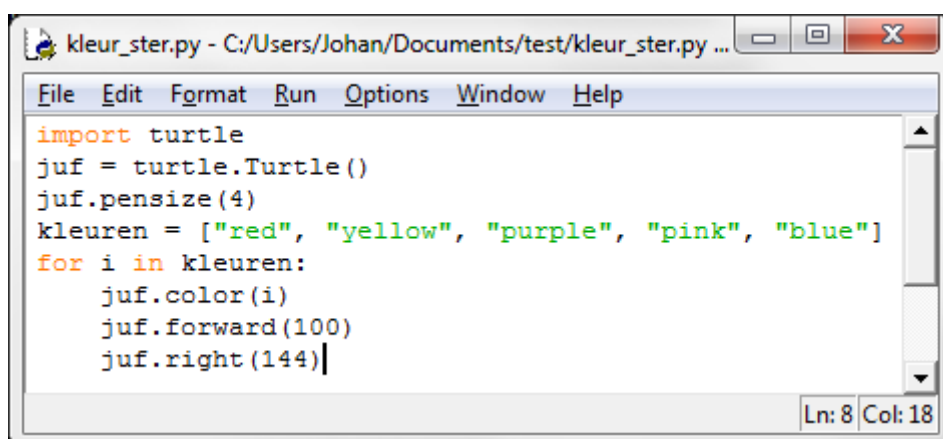 kleur_ster.py - C:/Users/Johan/Documents/test/kleur_ster.py ...
File Edit Format Run Options Window Help
import turtle
juf = turtle.Turtle()
juf.pensize(4)
kleuren = ["red", "yellow", "purple", "pink", "blue"]
for i in kleuren:
    juf.color(i)
    juf.forward(100)
    juf.right(144)
Ln: 8 Col: 18